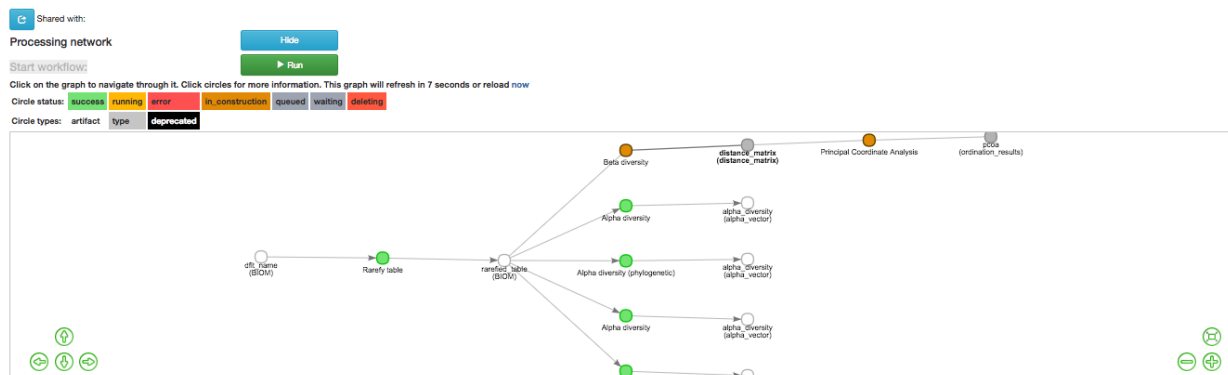 Shared with:
Processing network
Hide
Start workflow:
Run
Click on the graph to navigate through it. Click circles for more information. This graph will refresh in 7 seconds or reload now
Circle status: success running error in_construction queued waiting deleting
Circle types: artifact type deprecated
Beta diversity
distance_matrix
(distance_matrix)
Principal Coordinate Analysis
pcoa
(ordination_results)
Alpha diversity
alpha_diversity
(alpha_vector)
dflt_name
(BIOM)
Rarefy table
rarefied_table
(BIOM)
Alpha diversity (phylogenetic)
alpha_diversity
(alpha_vector)
Alpha diversity
alpha_diversity
(alpha_vector)